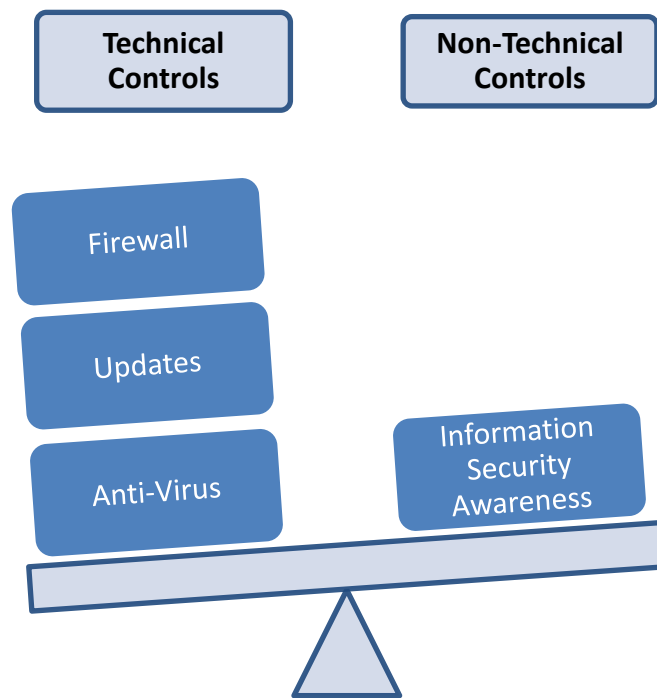 Technical
Controls
Non-Technical
Controls
Firewall
Updates
Anti-Virus
Information
Security
Awareness